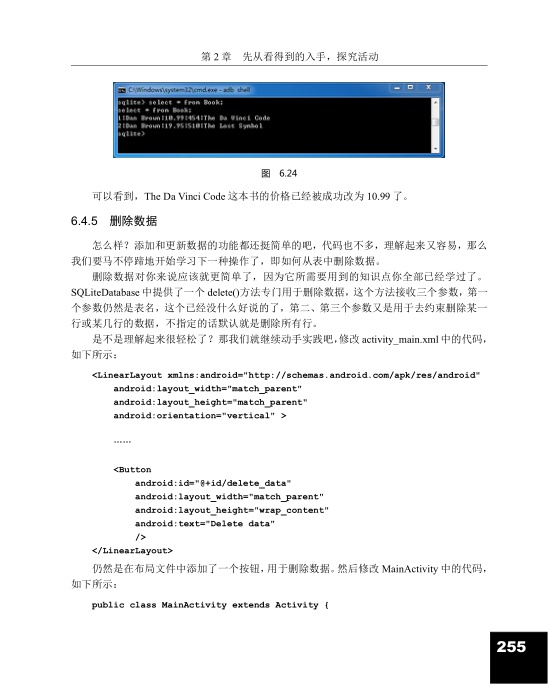 第 2 章 先从看得到的入手，探究活动
C:\Windows\system32\cmd.exe - adb shell
sqlite> select * from Book;
select * from Book;
1|Dan Brown|10.99|454|The Da Vinci Code
2|Dan Brown|19.95|510|The Lost Symbol
sqlite>
图 6.24
可以看到，The Da Vinci Code 这本书的价格已经被成功改为 10.99 了。
6.4.5 删除数据
怎么样？添加和更新数据的功能都还挺简单的吧，代码也不多，理解起来又容易，那么
我们要马不停蹄地开始学习下一种操作了，即如何从表中删除数据。
删除数据对你来说应该就更简单了，因为它所需要用到的知识点你全部已经学过了。
SQLiteDatabase 中提供了一个 delete()方法专门用于删除数据，这个方法接收三个参数，第一
个参数仍然是表名，这个已经没什么好说的了，第二、第三个参数又是用于去约束删除某一
行或某几行的数据，不指定的话默认就是删除所有行。
是不是理解起来很轻松了？那我们就继续动手实践吧，修改 activity_main.xml 中的代码，
如下所示：
<LinearLayout xmlns:android="http://schemas.android.com/apk/res/android"
android:layout_width="match_parent"
android:layout_height="match_parent"
android:orientation="vertical" >
……
<Button
android:id="@+id/delete_data"
android:layout_width="match_parent"
android:layout_height="wrap_content"
android:text="Delete data"
/>
</LinearLayout>
仍然是在布局文件中添加了一个按钮，用于删除数据。然后修改 MainActivity 中的代码，
如下所示：
public class MainActivity extends Activity {
255